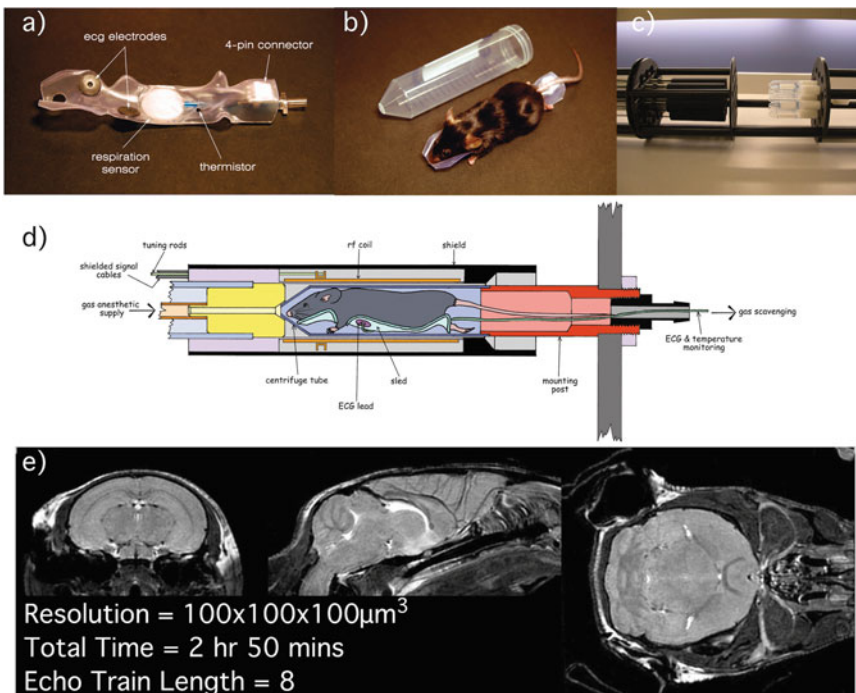 a)
ecg electrodes
4-pin connector
respiration
sensor
thermistor
b)
c)
d)
tuning rods
shielded signal
cables
rf coil
shield
gas anesthetic
supply
gas scavenging
ECG & temperature
monitoring
centrifuge tube
ECG lead
sled
mounting
post
e)
Resolution = 100x100x100µm³
Total Time = 2 hr 50 mins
Echo Train Length = 8